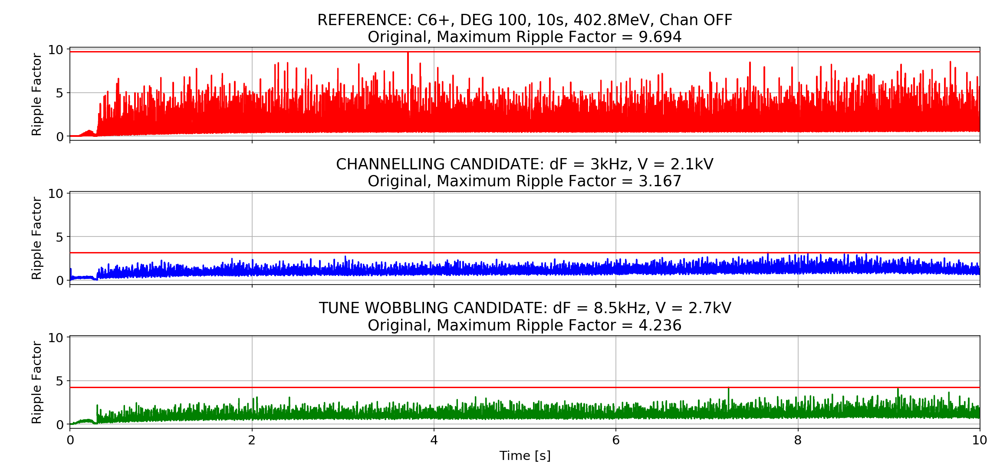 REFERENCE: C6+, DEG 100, 10s, 402.8MeV, Chan OFF
Original, Maximum Ripple Factor = 9.694
10
5
0
Ripple Factor
CHANNELLING CANDIDATE: dF = 3kHz, V = 2.1kV
Original, Maximum Ripple Factor = 3.167
10
5
0
Ripple Factor
TUNE WOBBLING CANDIDATE: dF = 8.5kHz, V = 2.7kV
Original, Maximum Ripple Factor = 4.236
10
5
0
Ripple Factor
0 2 4 6 8 10
Time [s]